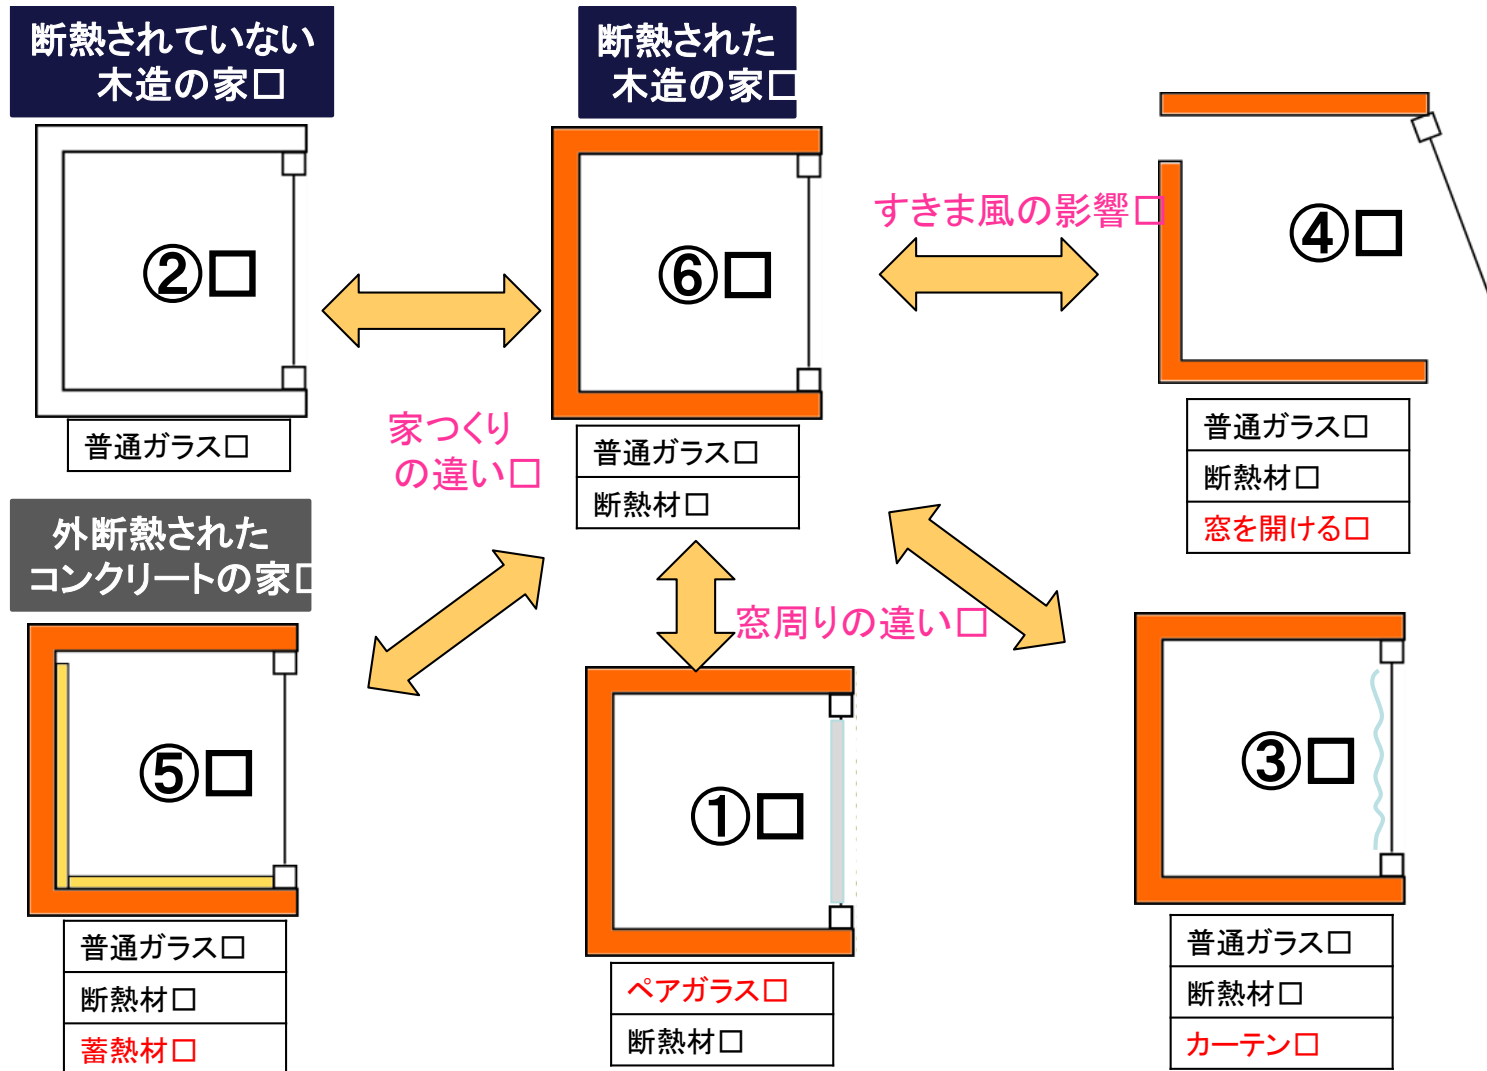 断熱されていない
木造の家□
断熱された
木造の家□
②□
⑥□
すきま風の影響□
④□
普通ガラス□
家つくり
の違い□
普通ガラス□
断熱材□
普通ガラス□
断熱材□
窓を開ける□
外断熱された
コンクリートの家□
窓周りの違い□
⑤□
①□
③□
普通ガラス□
断熱材□
蓄熱材□
ペアガラス□
断熱材□
普通ガラス□
断熱材□
カーテン□